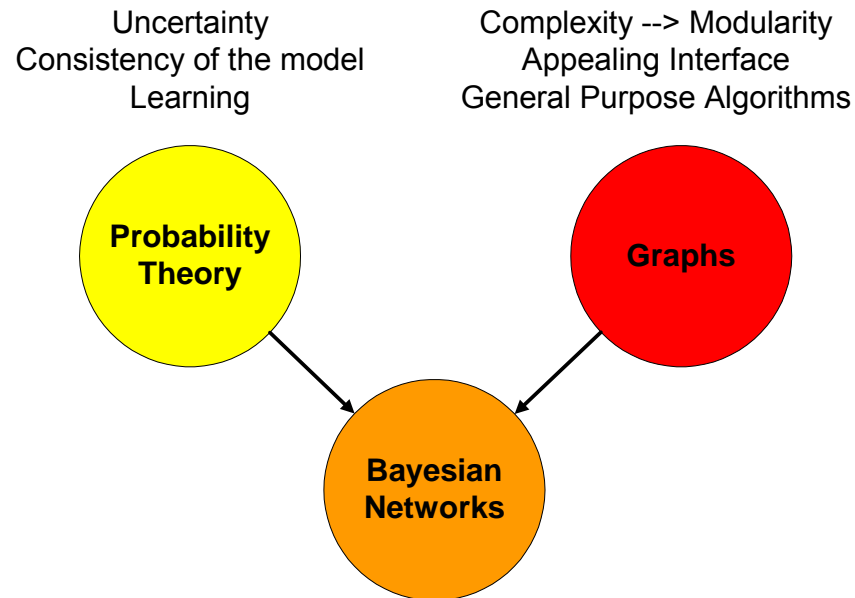 Uncertainty
Consistency of the model
Learning
Complexity --> Modularity
Appealing Interface
General Purpose Algorithms
Probability
Theory
Graphs
Bayesian
Networks